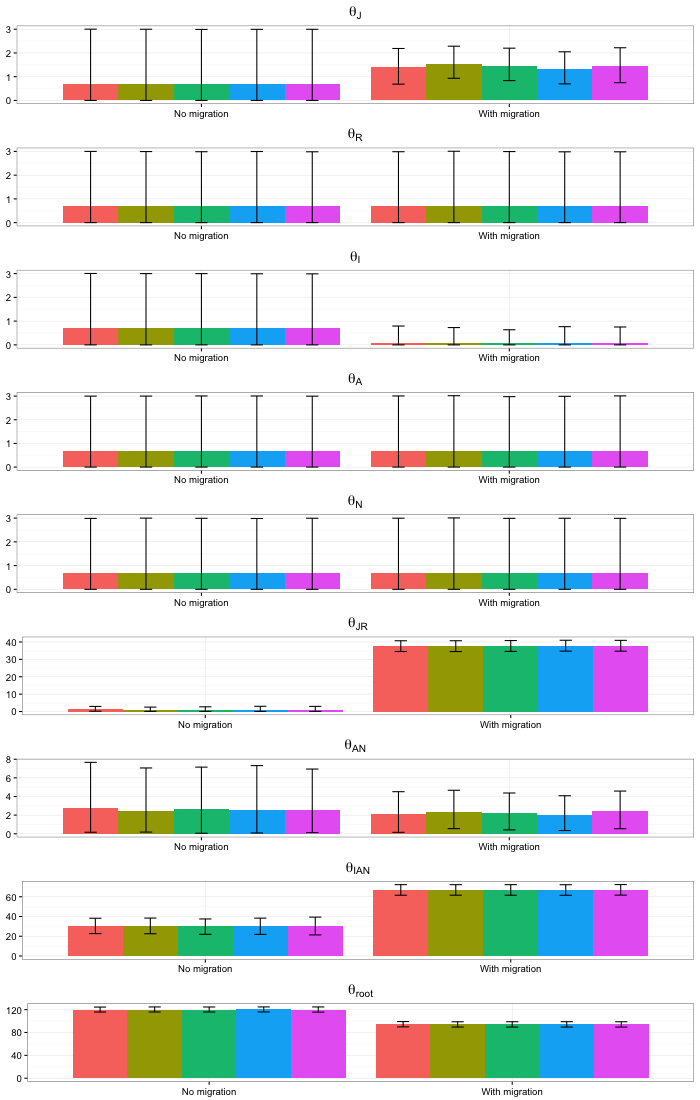 θJ
3
2
1
0
No migration With migration
θR
3
2
1
0
No migration With migration
θI
3
2
1
0
No migration With migration
θA
3
2
1
0
No migration With migration
θN
3
2
1
0
No migration With migration
θJR
40
30
20
10
0
No migration With migration
θAN
8
6
4
2
0
No migration With migration
θIAN
60
40
20
0
No migration With migration
θroot
120
80
40
0
No migration With migration